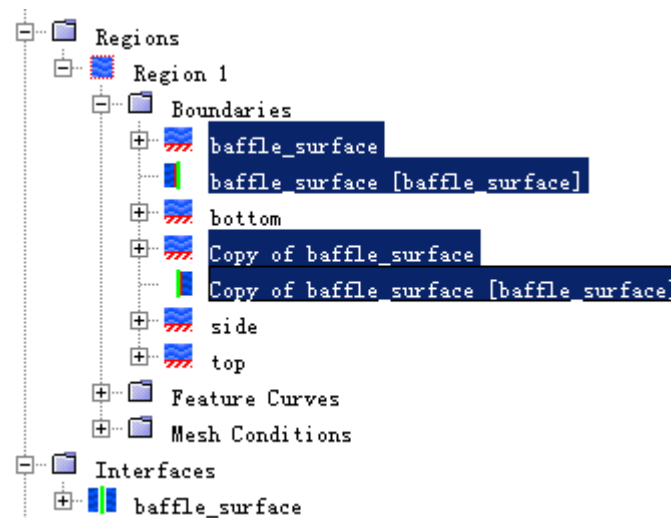 Regions
Region 1
Boundaries
baffle_surface
baffle_surface [baffle_surface]
bottom
Copy of baffle_surface
Copy of baffle_surface [baffle_surface]
side
top
Feature Curves
Mesh Conditions
Interfaces
baffle_surface